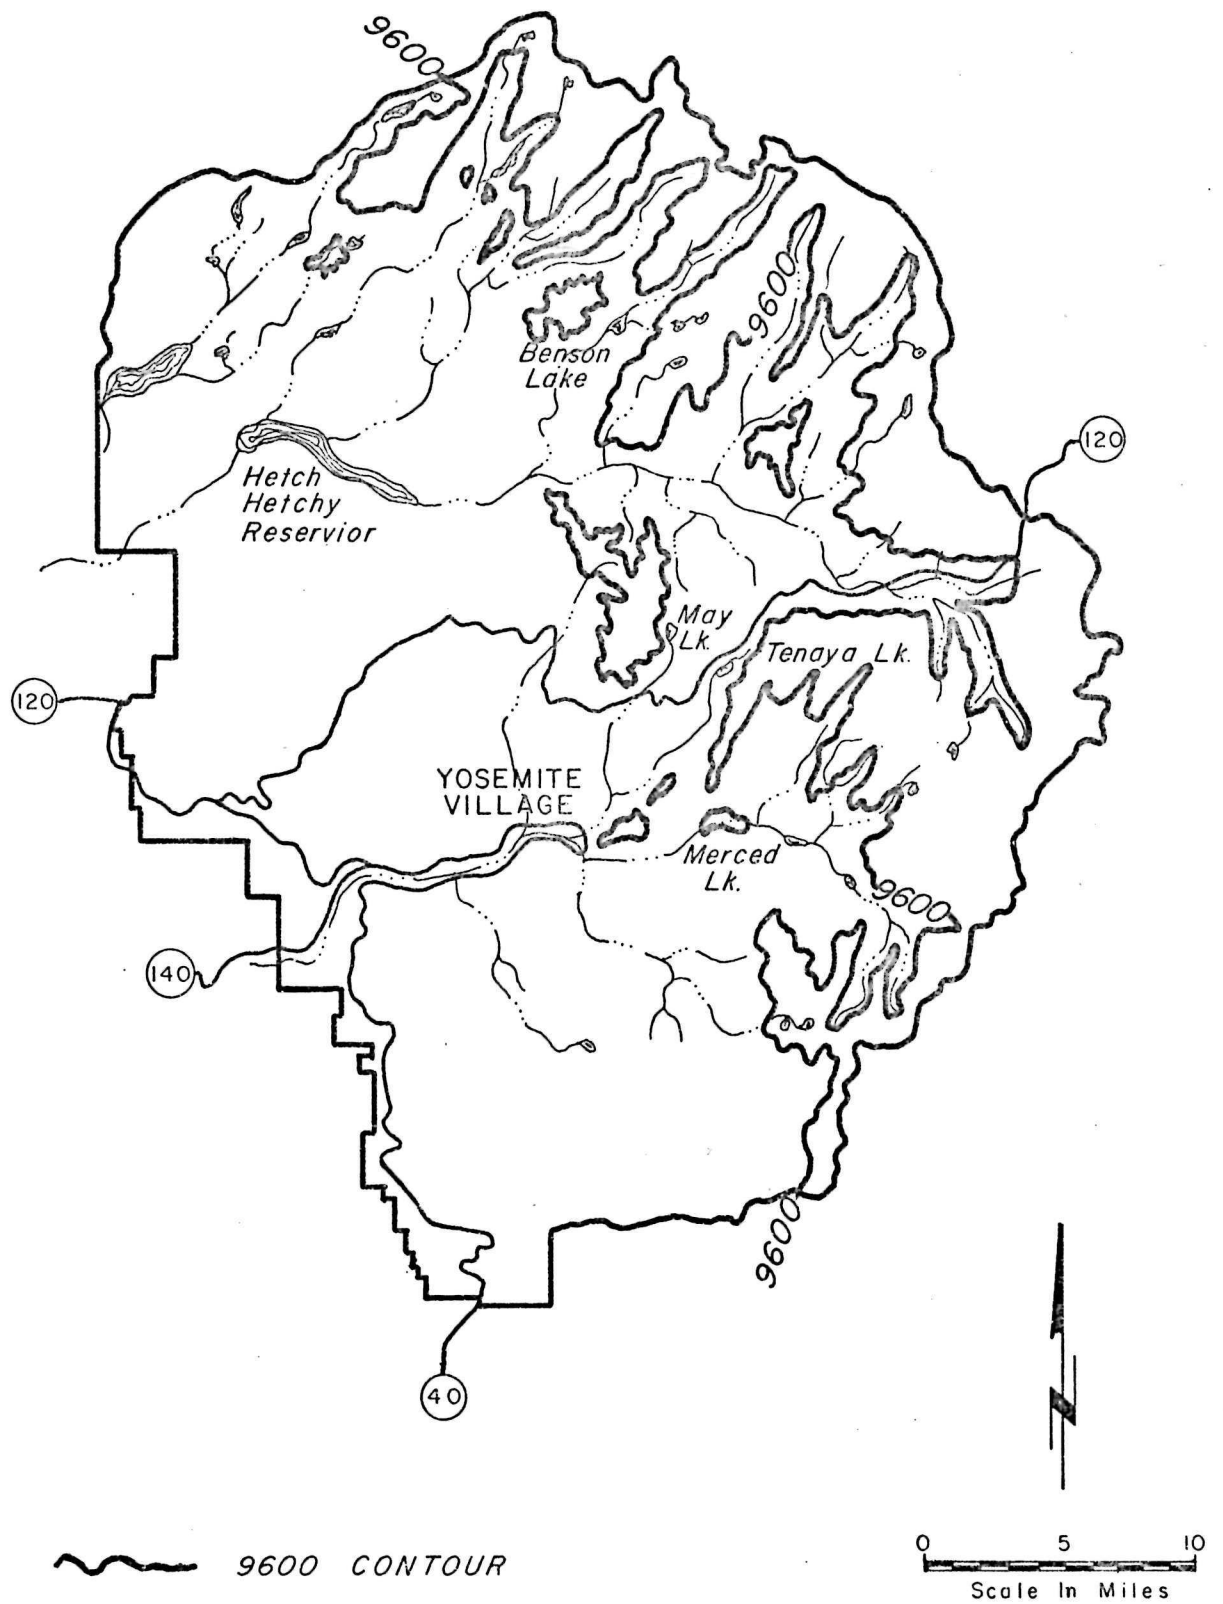 9600
9600
Benson
Lake
120
Hetch
Hetchy
Reservior
May
Lk.
Tenaya Lk.
120
YOSEMITE
VILLAGE
Merced
Lk.
9600
140
9600
40
9600 CONTOUR
0 5 10
Scale In Miles